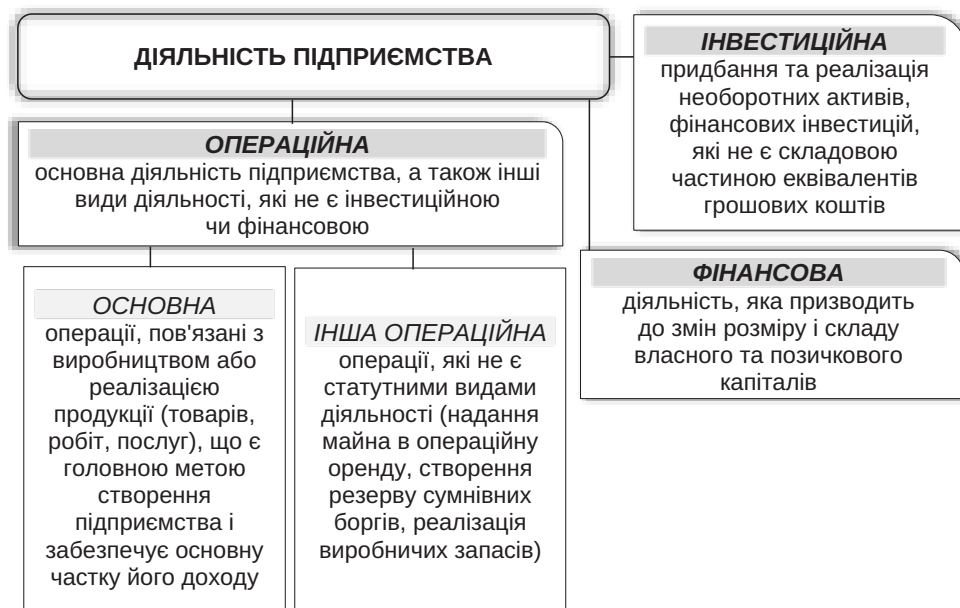 ДІЯЛЬНІСТЬ ПІДПРИЄМСТВА
ІНВЕСТИЦІЙНА
придбання та реалізація
необоротних активів,
фінансових інвестицій,
які не є складовою
частиною еквівалентів
грошових коштів
ОПЕРАЦІЙНА
основна діяльність підприємства, а також інші
види діяльності, які не є інвестиційною
чи фінансовою
ФІНАНСОВА
діяльність, яка призводить
до змін розміру і складу
власного та позичкового
капіталів
ОСНОВНА
операції, пов'язані з
виробництвом або
реалізацією
продукції (товарів,
робіт, послуг), що є
головною метою
створення
підприємства і
забезпечує основну
частку його доходу
ІНША ОПЕРАЦІЙНА
операції, які не є
статутними видами
діяльності (надання
майна в операційну
оренду, створення
резерву сумнівних
боргів, реалізація
виробничих запасів)